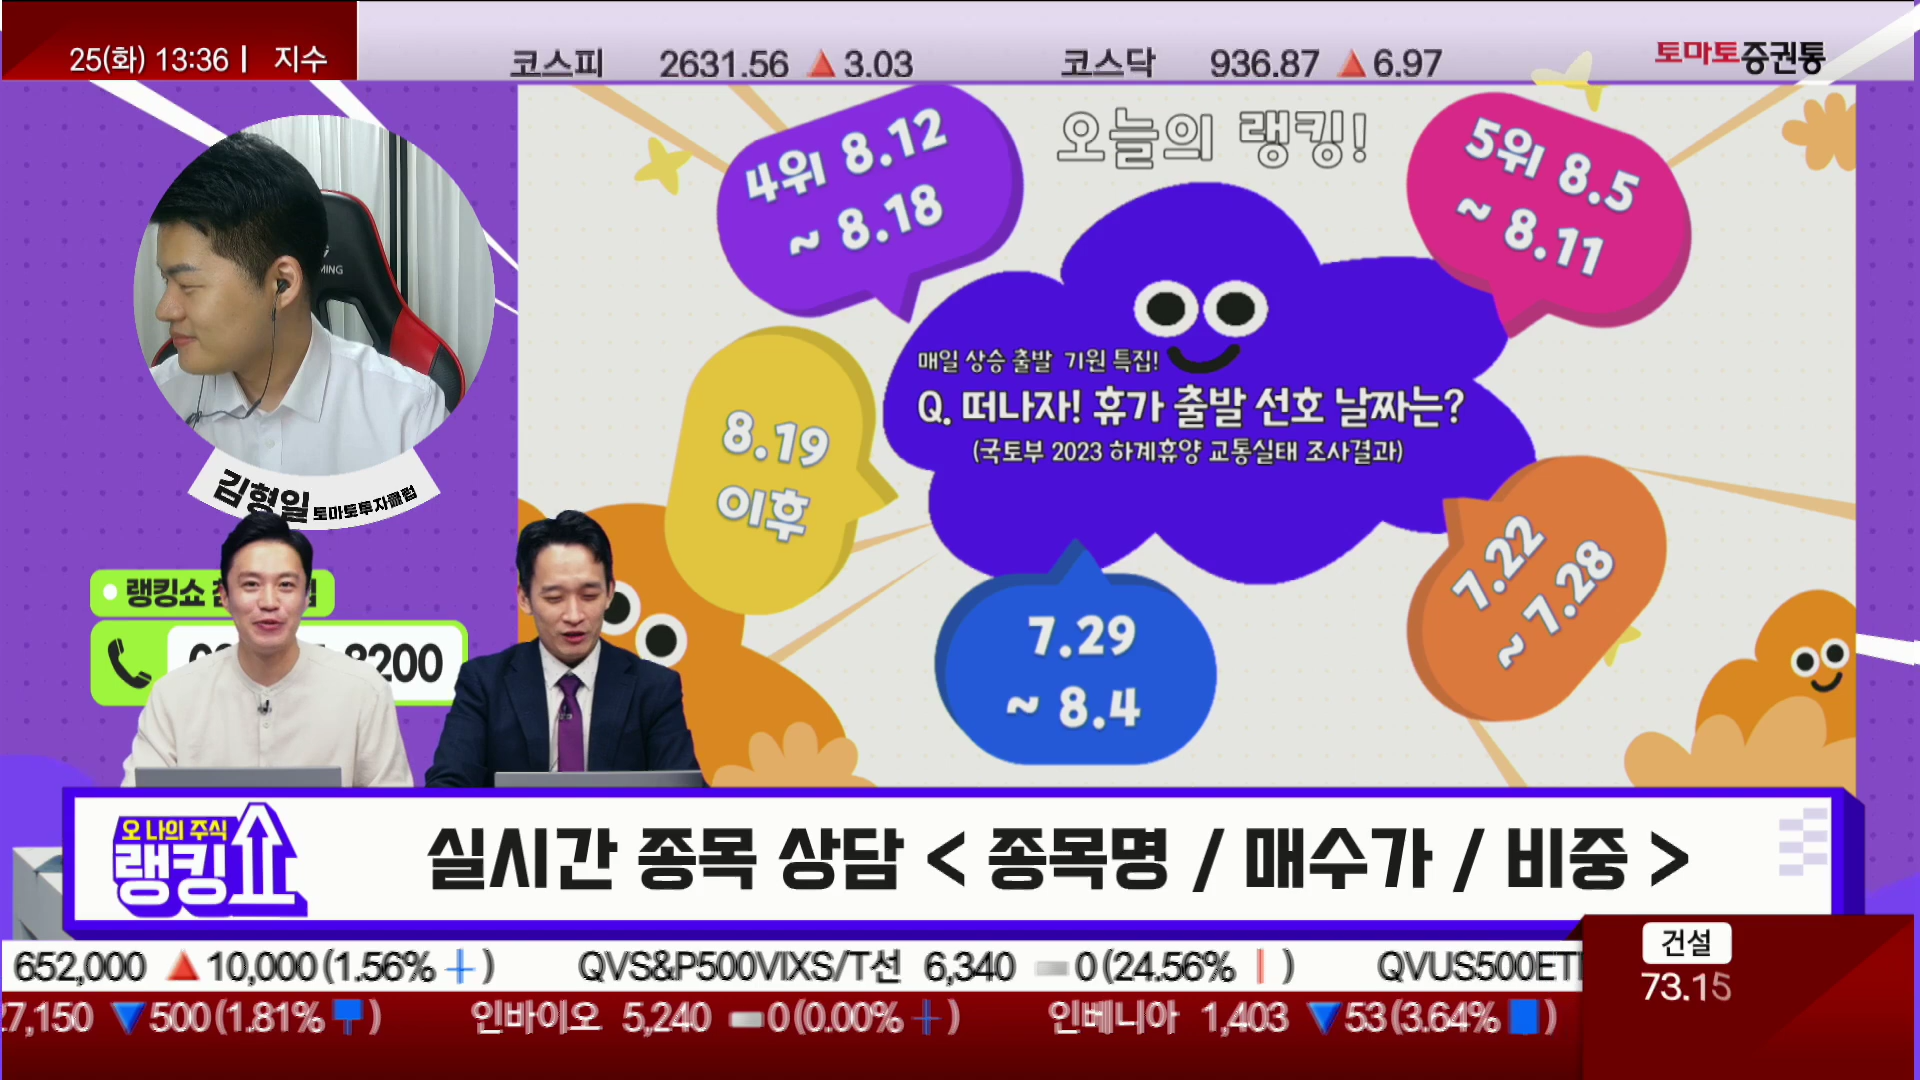 25(화) 13:36 | 지수
코스피 2631.56 ▲ 3.03
코스닥 936.87 ▲ 6.97
토마토증권통
오늘의 랭킹!
4위 8.12
~ 8.18
5위 8.5
~ 8.11
매일 상승 출발 기원 특집!
Q. 떠나자! 휴가 출발 선호 날짜는?
(국토부 2023 하계휴양 교통실태 조사결과)
8.19
이후
7.22
~ 7.28
7.29
~ 8.4
MING
김형일 토마토투자클럽
랭킹쇼
8200
오 나의 주식
랭킹쇼
실시간 종목 상담 < 종목명 / 매수가 / 비중 >
652,000 ▲ 10,000 (1.56% ) QVS&P500VIXS/T선 6,340 0 (24.56% ) QVUS500ET
27,150 ▼ 500 (1.81% ) 인바이오 5,240 0 (0.00% ) 인베니아 1,403 ▼ 53 (3.64% )
건설
73.15